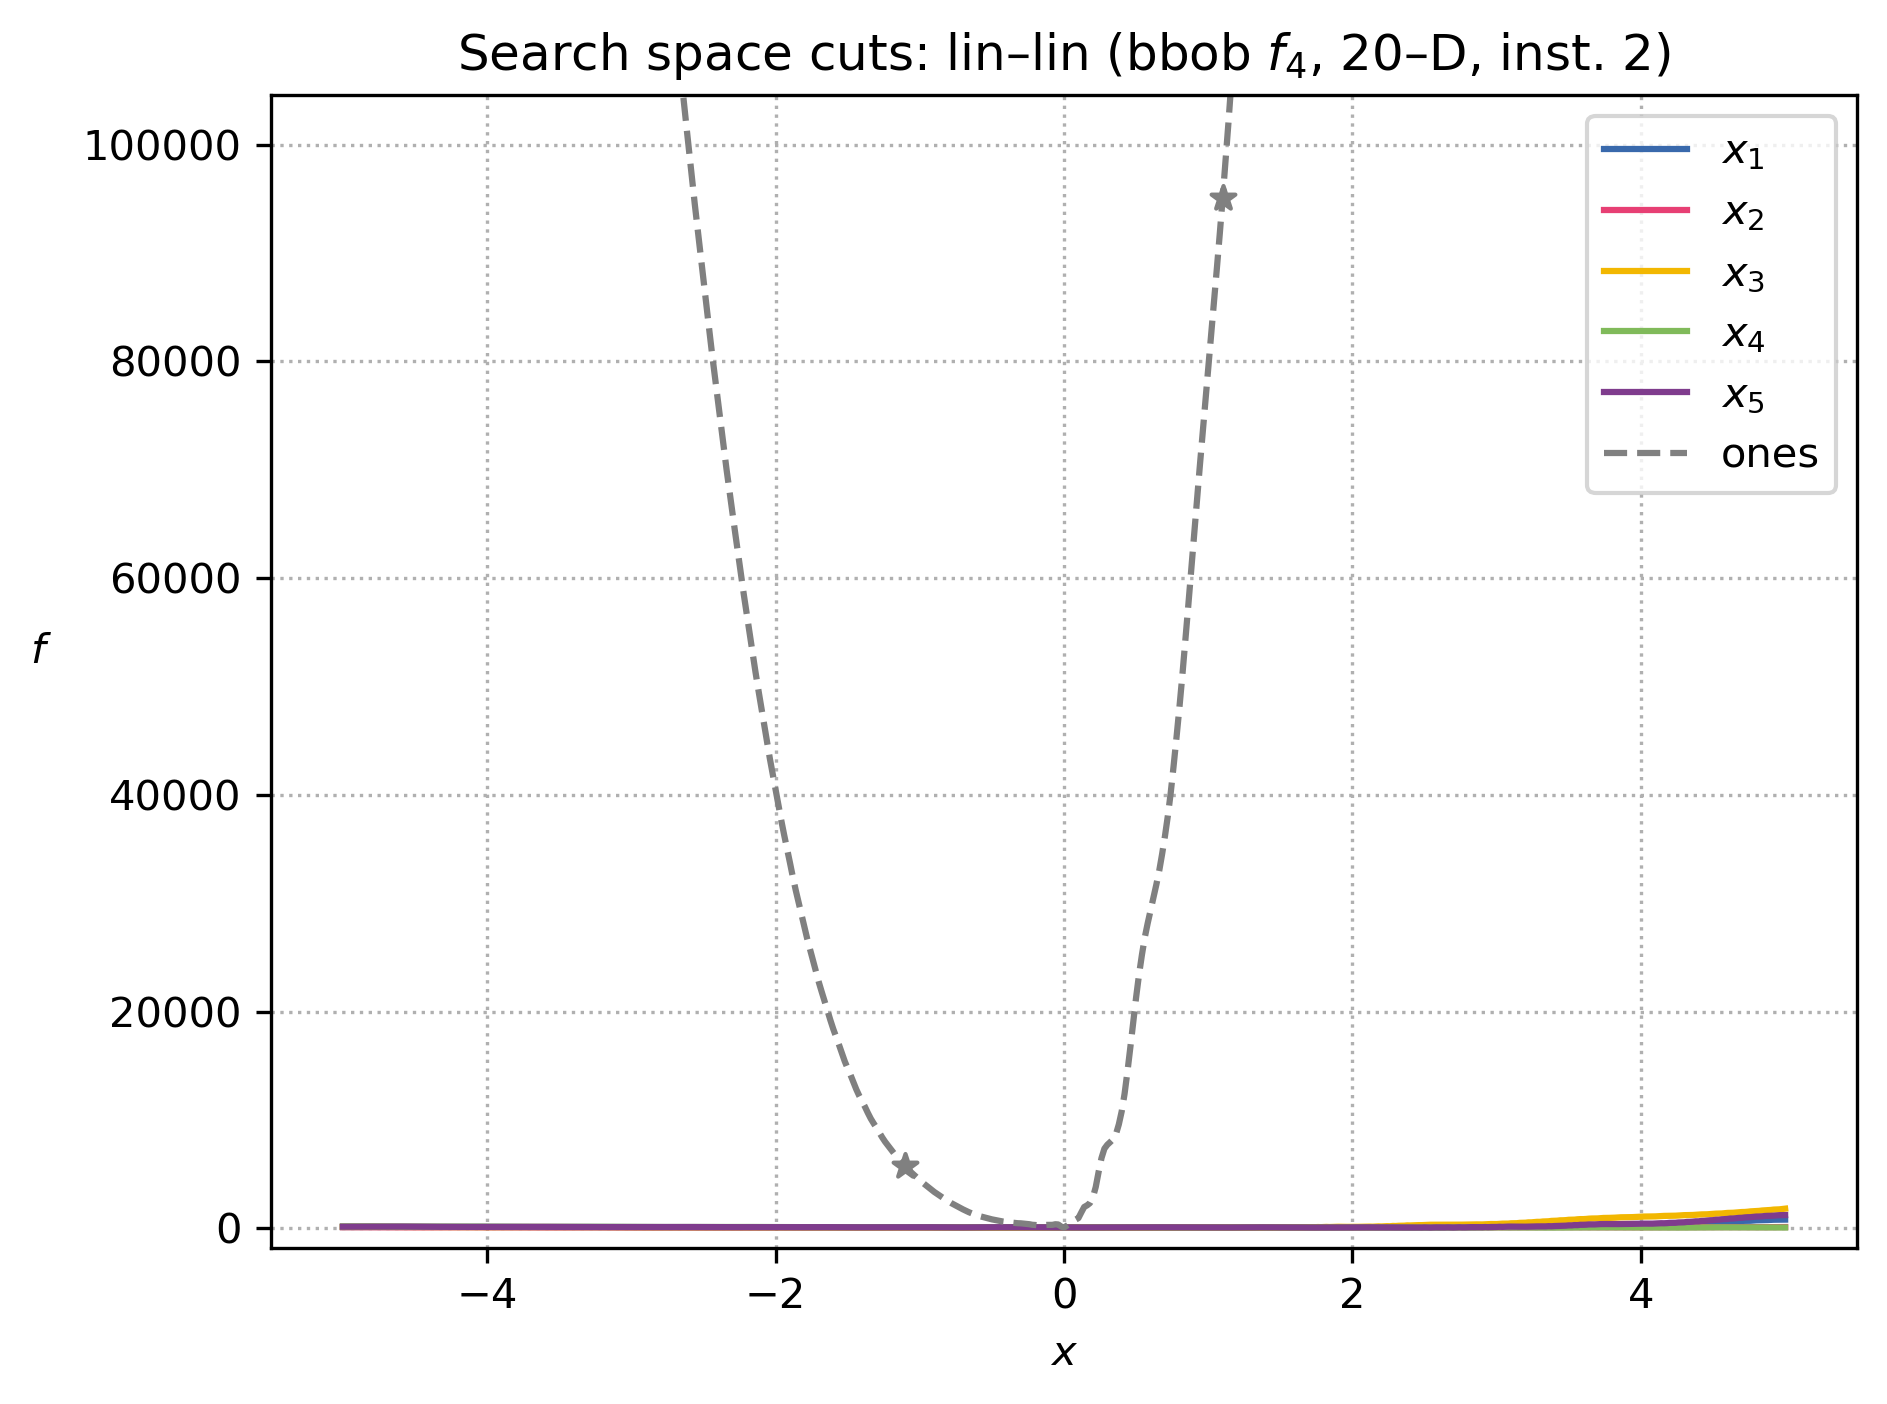 Search space cuts: lin–lin (bbob f₄, 20–D, inst. 2)
100000
80000
60000
40000
20000
0
f
−4
−2
0
2
4
x
x₁
x₂
x₃
x₄
x₅
ones